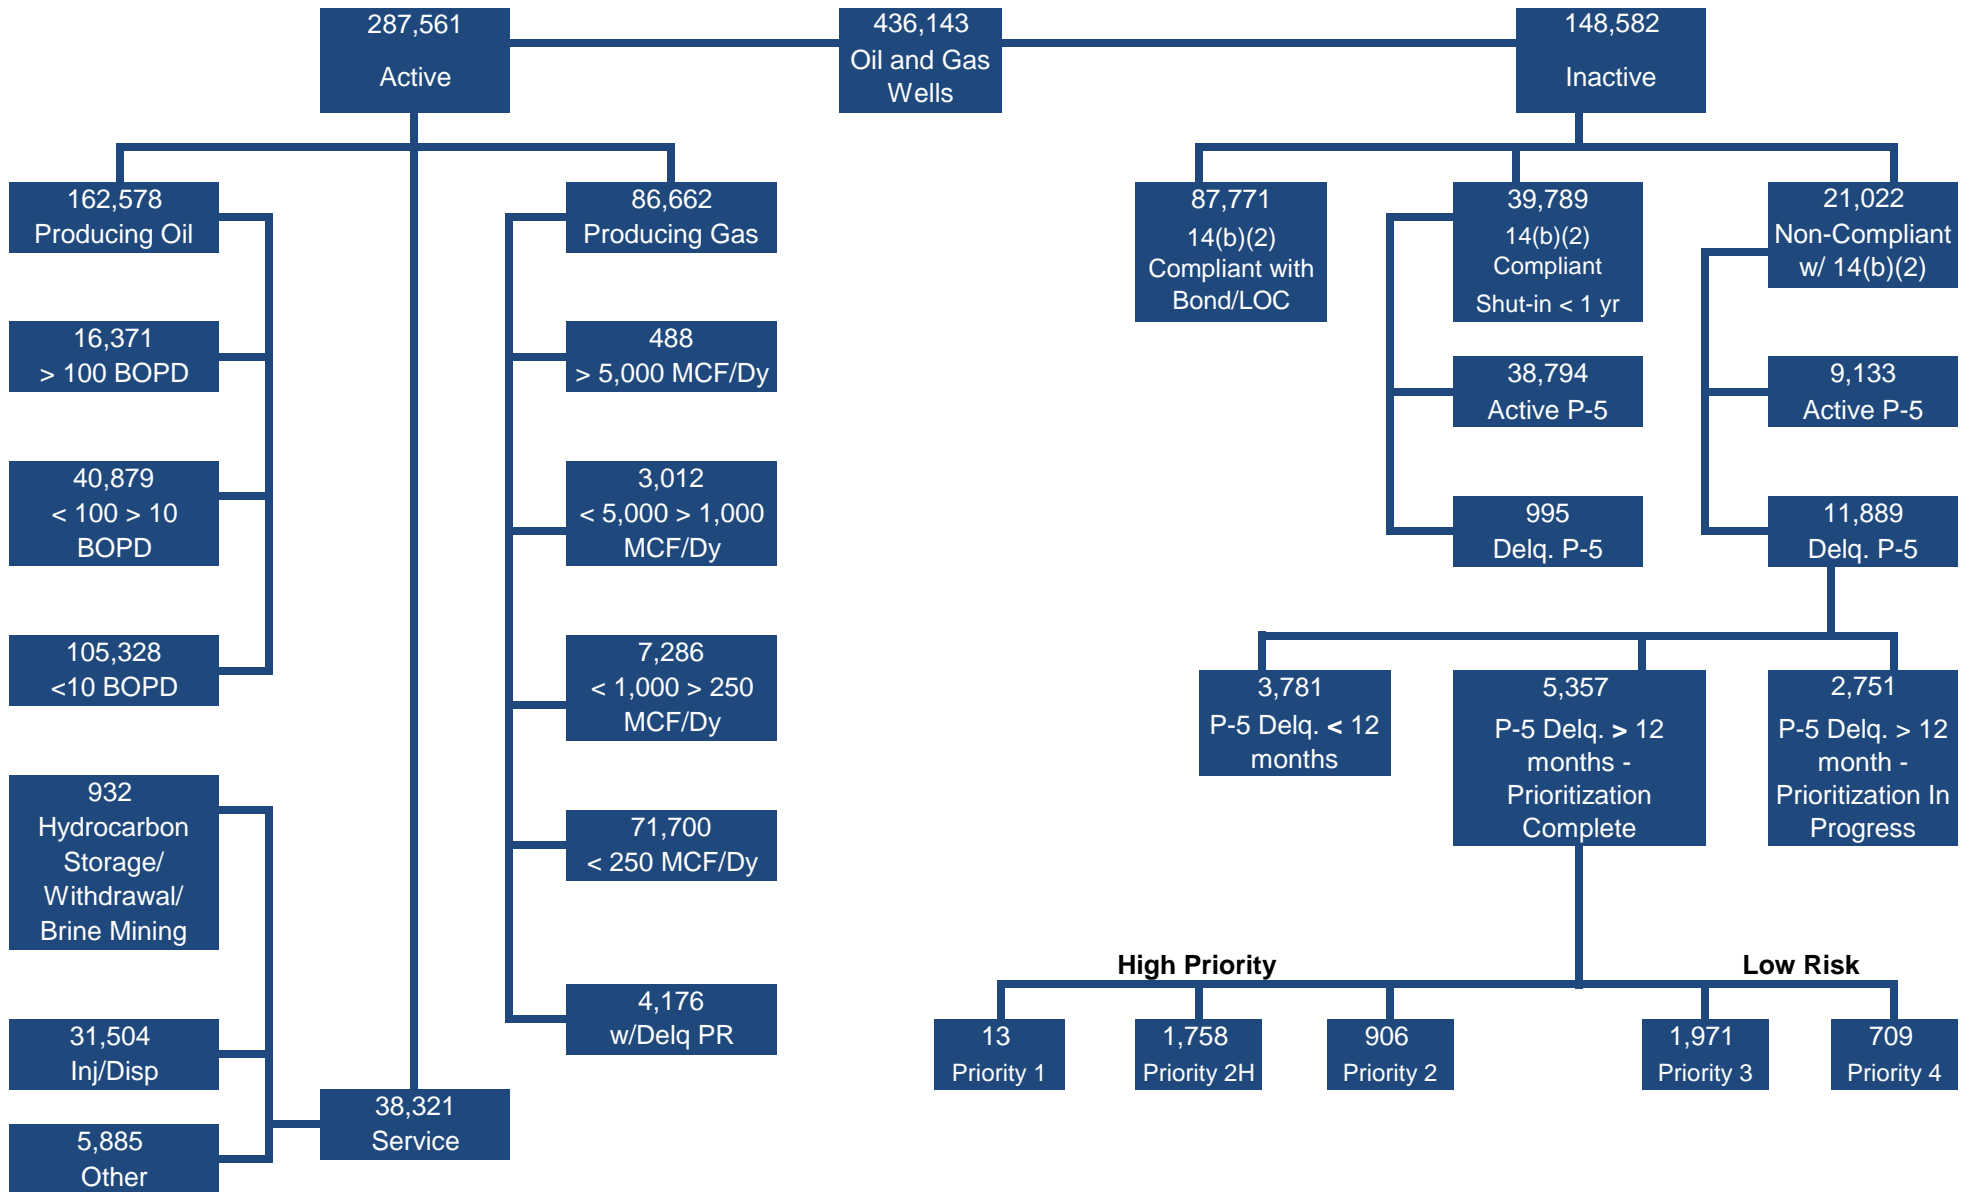 287,561
Active
436,143
Oil and Gas
Wells
148,582
Inactive
162,578
Producing Oil
16,371
> 100 BOPD
40,879
< 100 > 10
BOPD
105,328
<10 BOPD
932
Hydrocarbon
Storage/
Withdrawal/
Brine Mining
31,504
Inj/Disp
5,885
Other
38,321
Service
86,662
Producing Gas
488
> 5,000 MCF/Dy
3,012
< 5,000 > 1,000
MCF/Dy
7,286
< 1,000 > 250
MCF/Dy
71,700
< 250 MCF/Dy
4,176
w/Delq PR
87,771
14(b)(2)
Compliant with
Bond/LOC
39,789
14(b)(2)
Compliant
Shut-in < 1 yr
38,794
Active P-5
995
Delq. P-5
21,022
Non-Compliant
w/ 14(b)(2)
9,133
Active P-5
11,889
Delq. P-5
3,781
P-5 Delq. < 12
months
5,357
P-5 Delq. > 12
months -
Prioritization
Complete
2,751
P-5 Delq. > 12
month -
Prioritization In
Progress
High Priority
Low Risk
13
Priority 1
1,758
Priority 2H
906
Priority 2
1,971
Priority 3
709
Priority 4